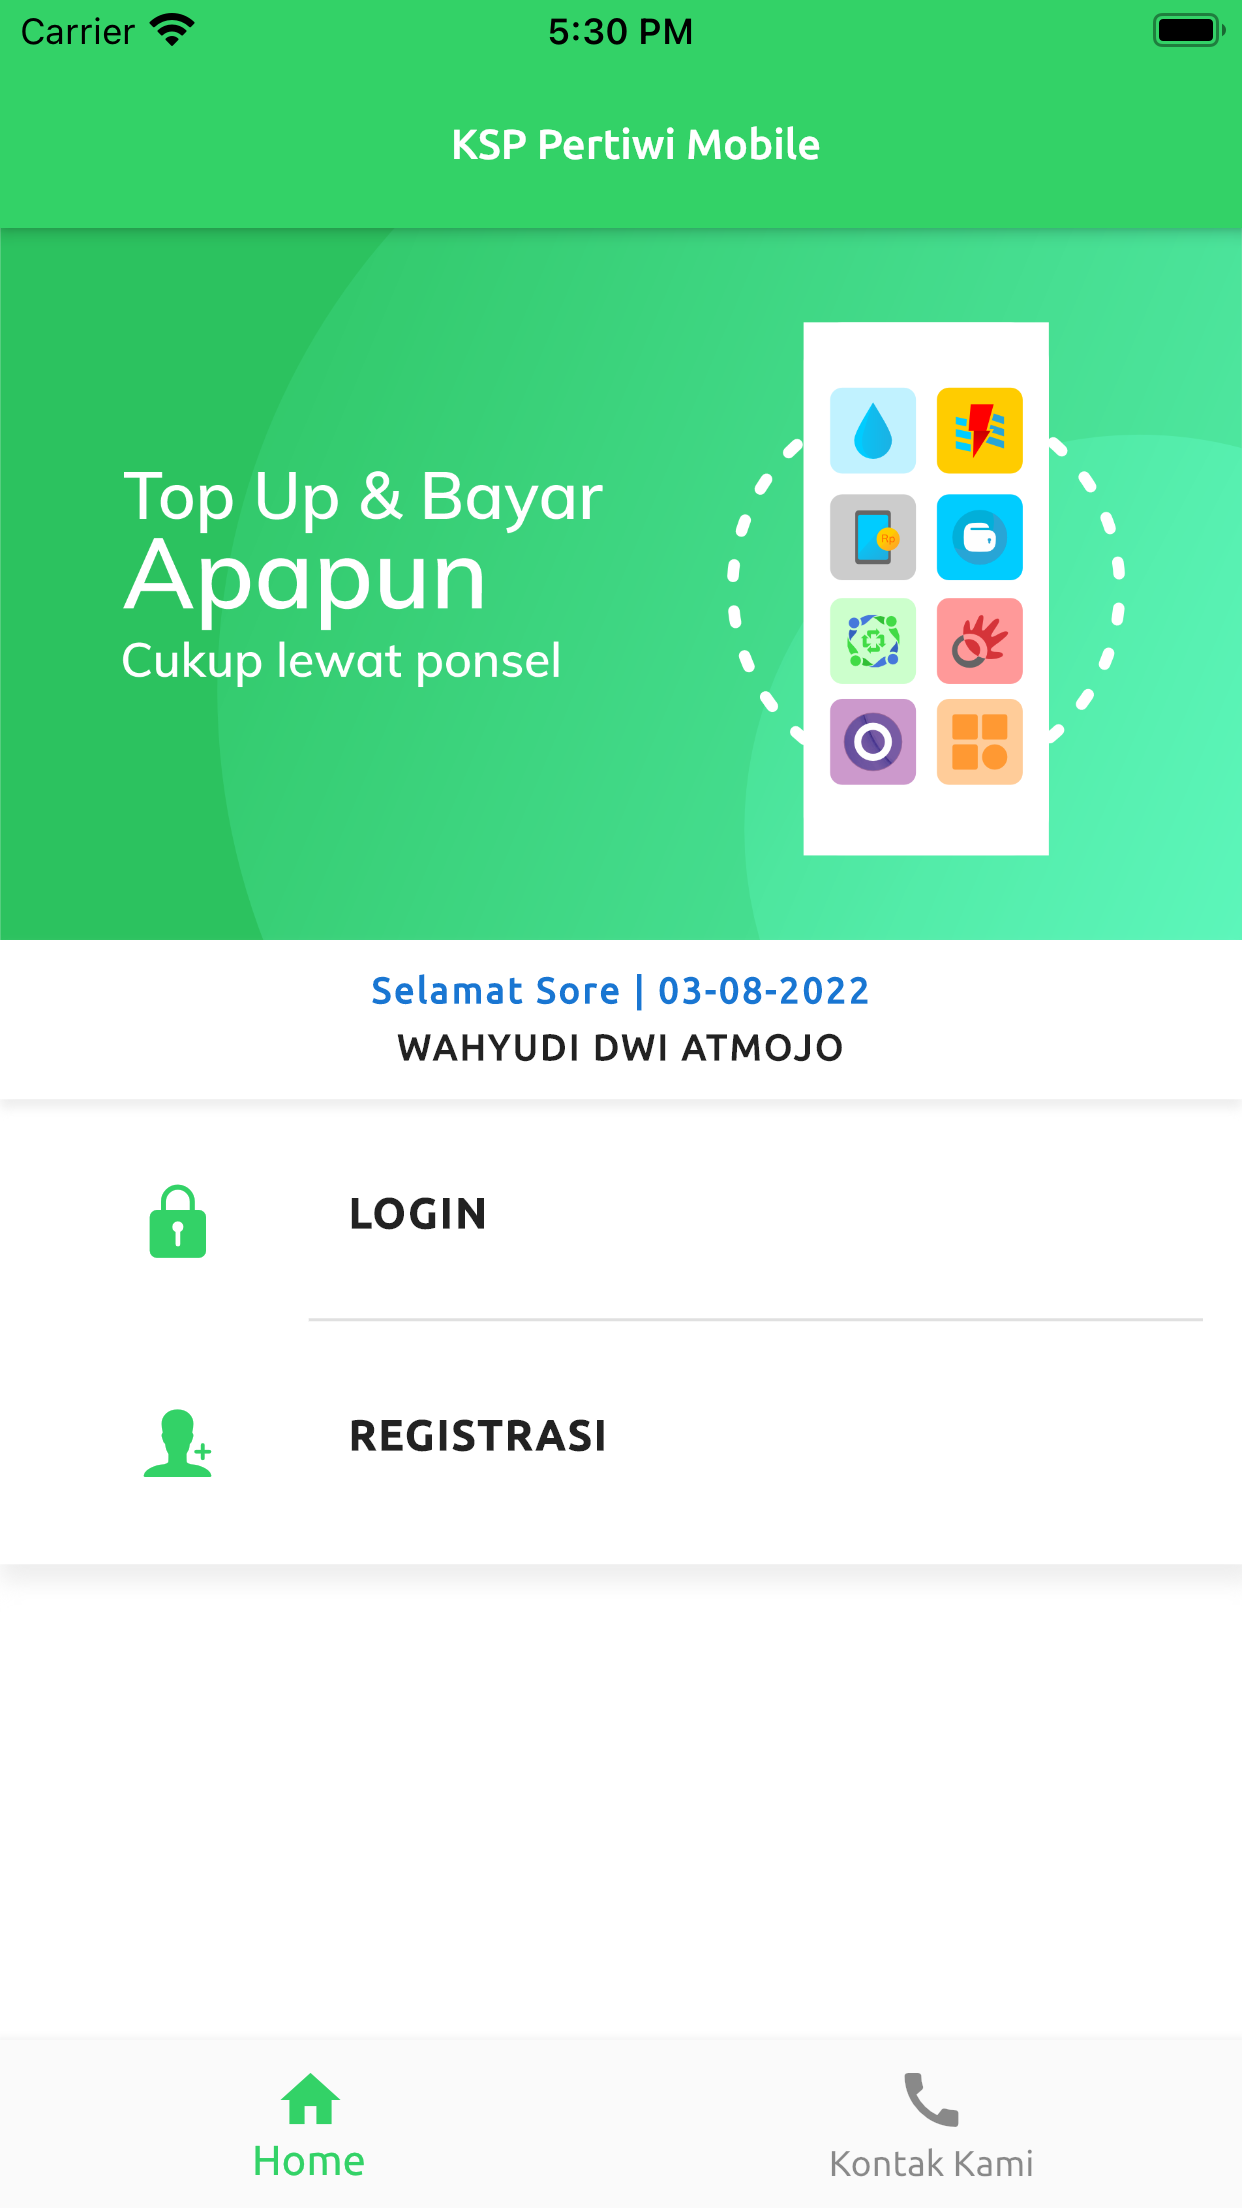 Carrier 5:30 PM
KSP Pertiwi Mobile
Top Up & Bayar
Apapun
Cukup lewat ponsel
Rp
Selamat Sore | 03-08-2022
WAHYUDI DWI ATMOJO
LOGIN
REGISTRASI
Home
Kontak Kami